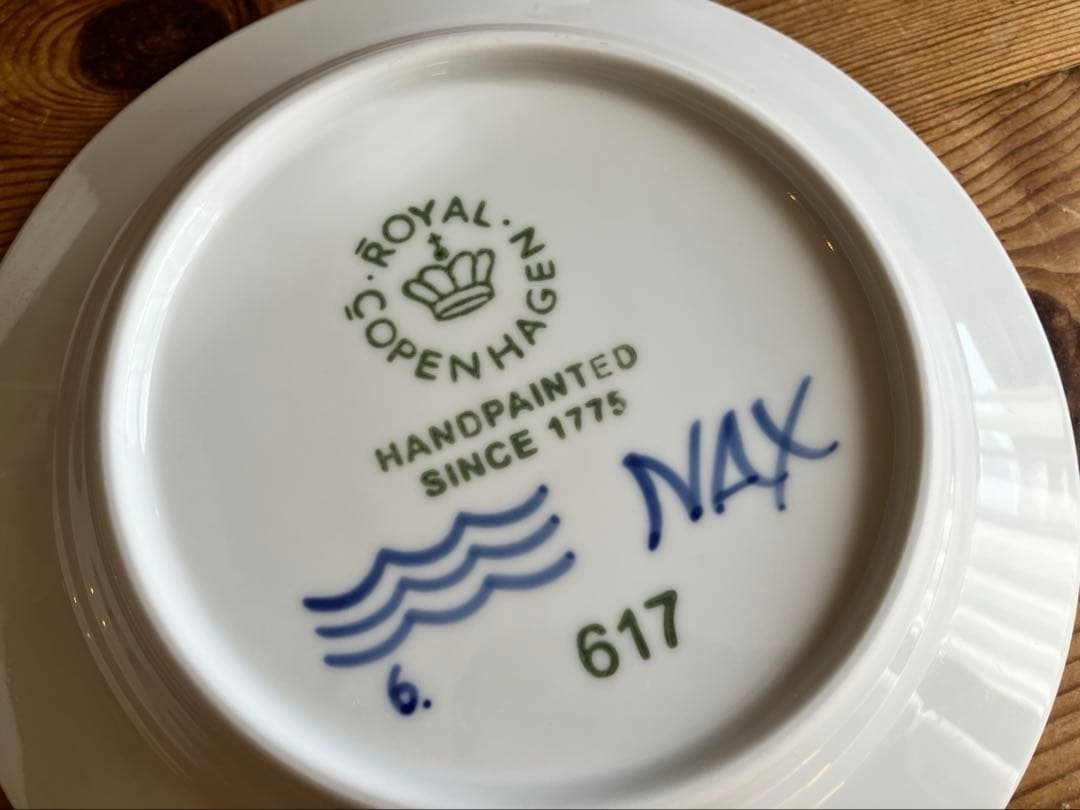 ROYAL
COPENHAGEN
HANDPAINTED
SINCE 1775
NAX
617
6.